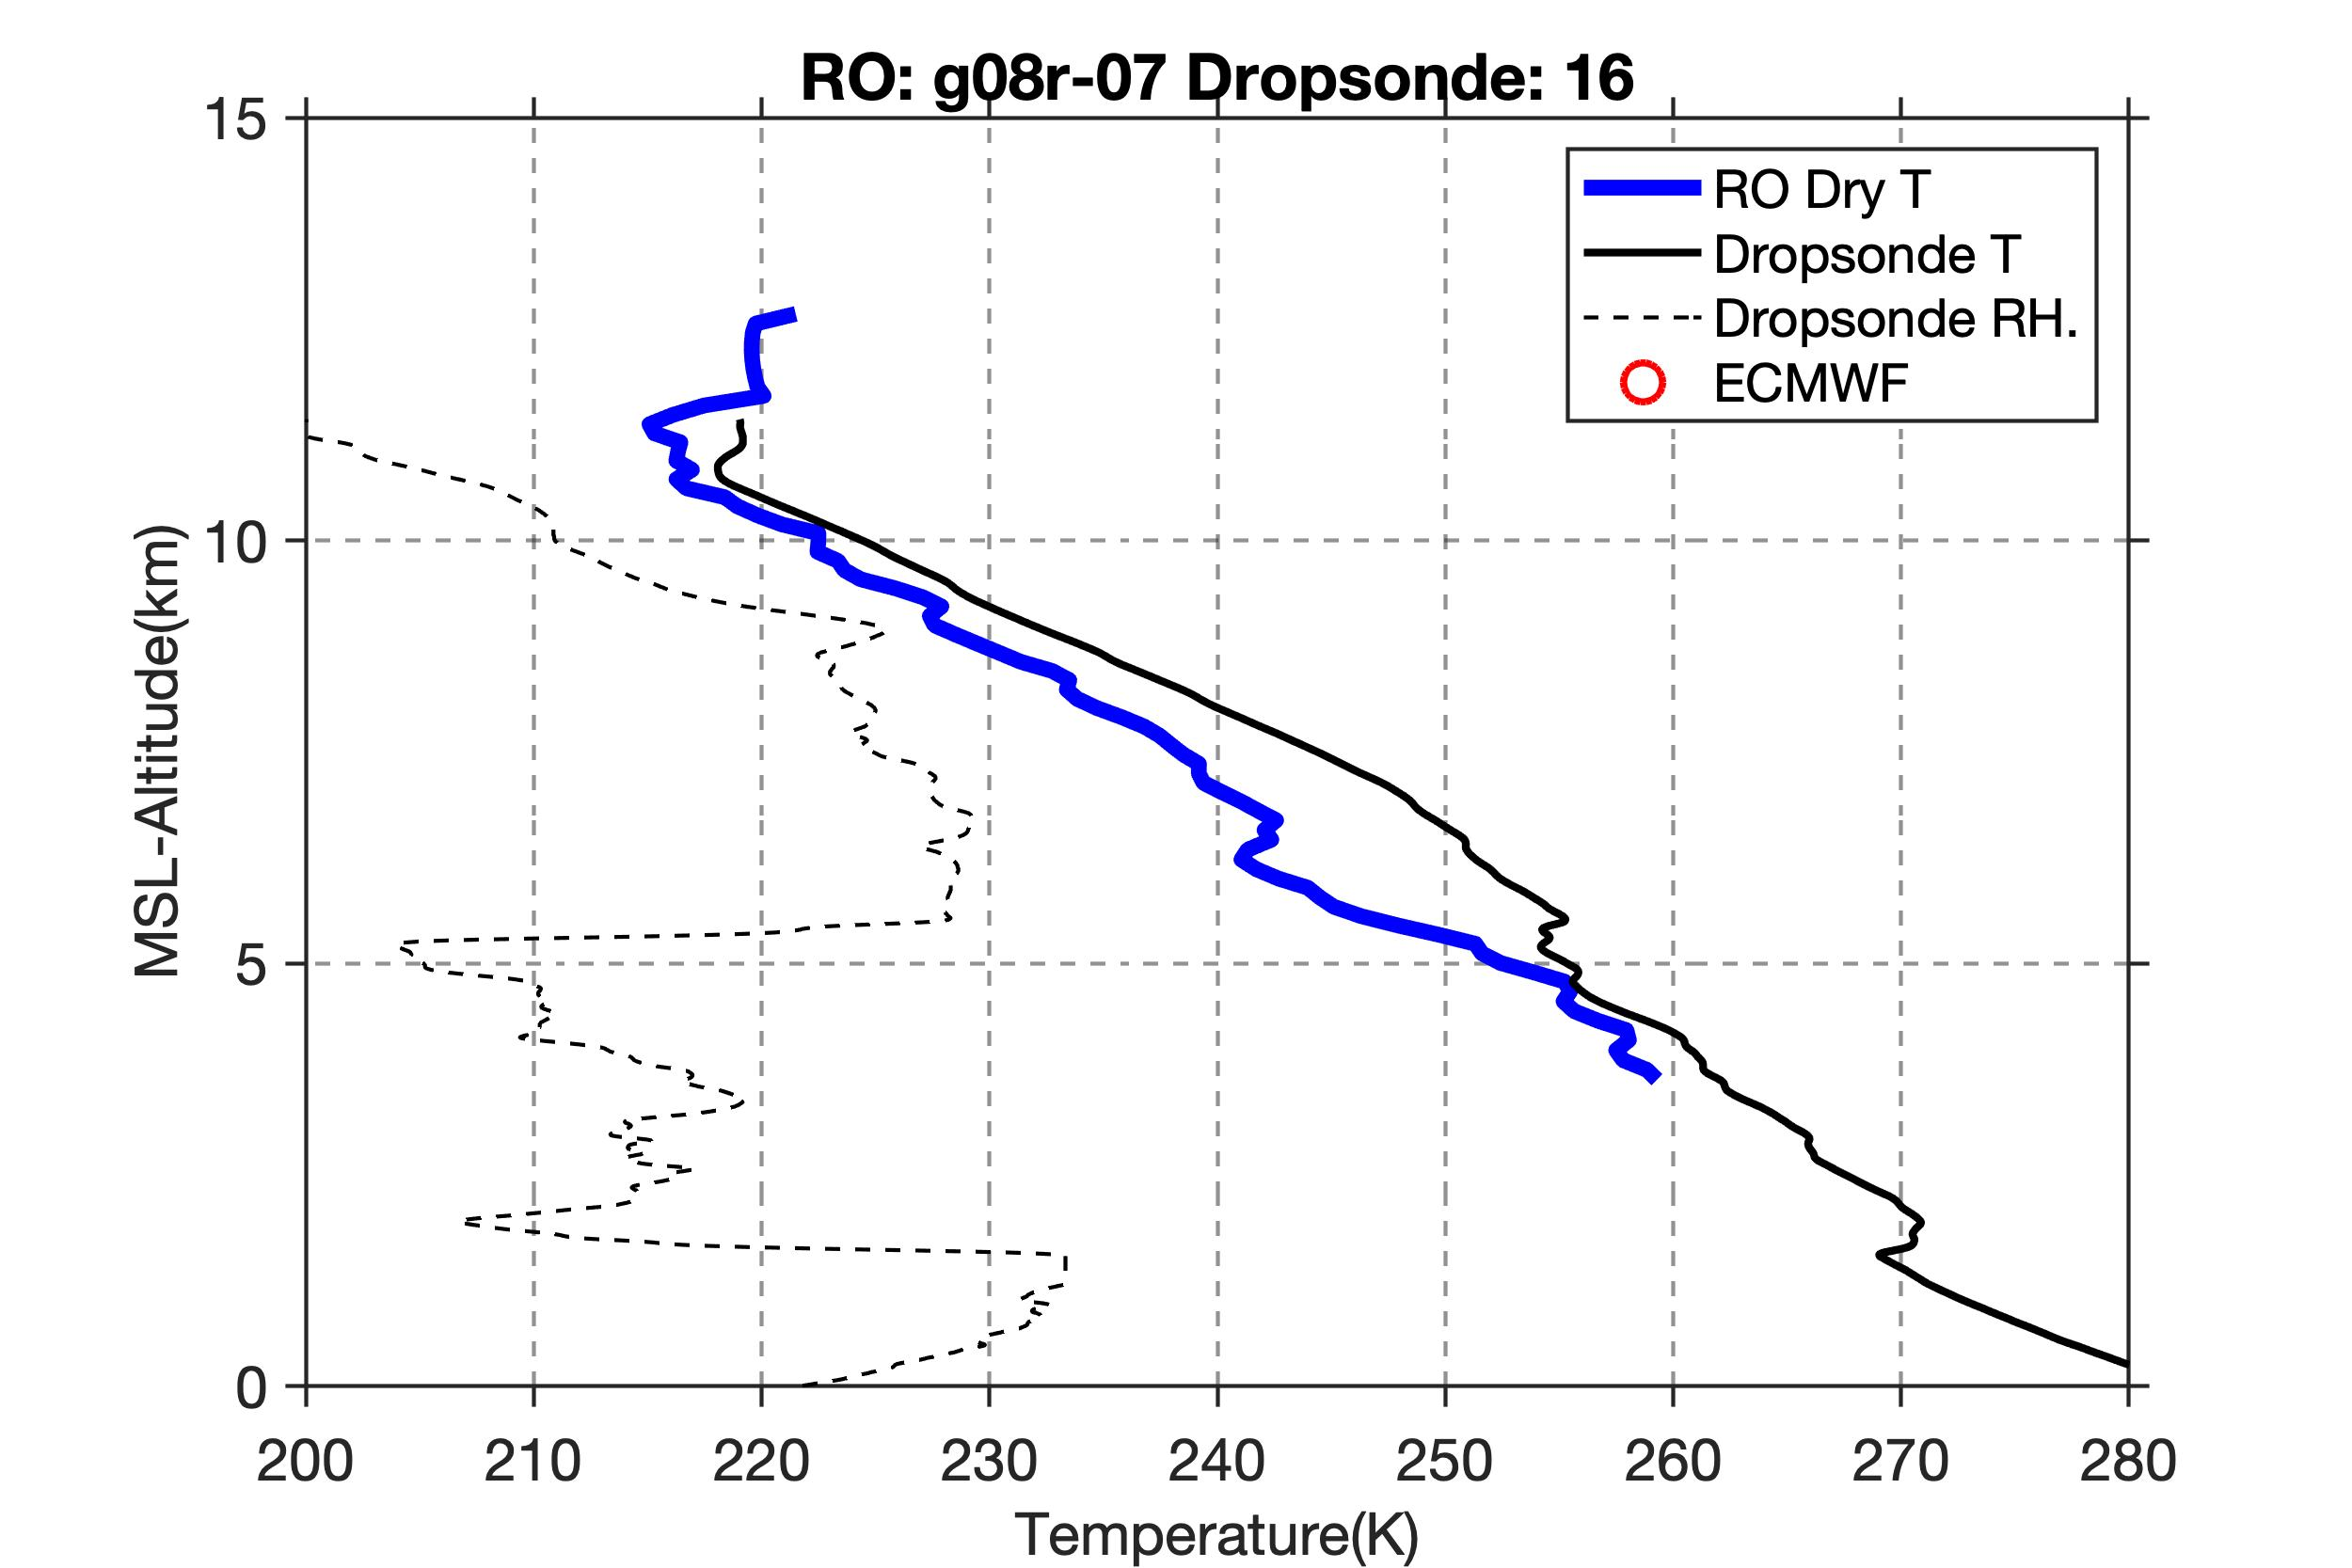 RO: g08r-07 Dropsonde: 16
15
10
5
0
MSL-Altitude(km)
RO Dry T
Dropsonde T
Dropsonde RH.
ECMWF
200 210 220 230 240 250 260 270 280
Temperature(K)